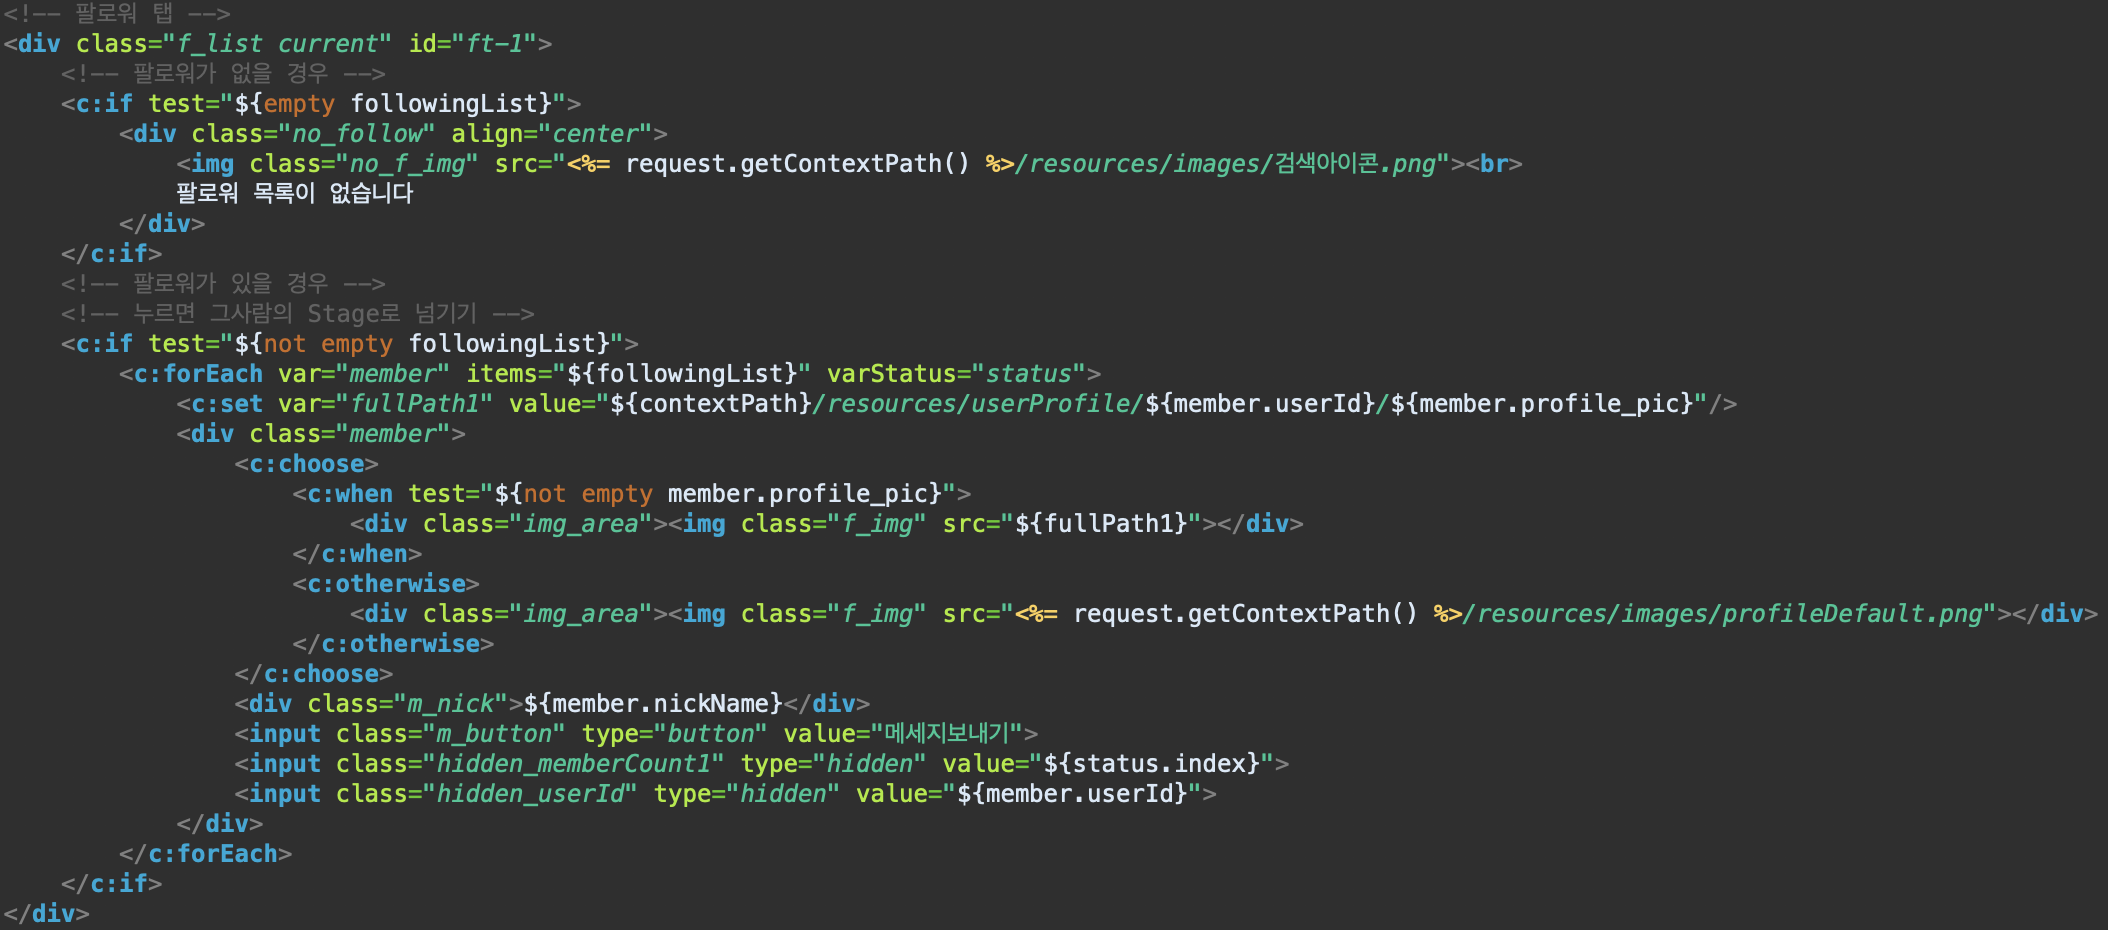 <!-- 팔로워 탭 -->
<div class="f_list current" id="ft-1">
    <!-- 팔로워가 없을 경우 -->
    <c:if test="${empty followingList}">
        <div class="no_follow" align="center">
            <img class="no_f_img" src="<%= request.getContextPath() %>/resources/images/검색아이콘.png"><br>
            팔로워 목록이 없습니다
        </div>
    </c:if>
    <!-- 팔로워가 있을 경우 -->
    <!-- 누르면 그사람의 Stage로 넘기기 -->
    <c:if test="${not empty followingList}">
        <c:forEach var="member" items="${followingList}" varStatus="status">
            <c:set var="fullPath1" value="${contextPath}/resources/userProfile/${member.userId}/${member.profile_pic}"/>
            <div class="member">
                <c:choose>
                    <c:when test="${not empty member.profile_pic}">
                        <div class="img_area"><img class="f_img" src="${fullPath1}"></div>
                    </c:when>
                    <c:otherwise>
                        <div class="img_area"><img class="f_img" src="<%= request.getContextPath() %>/resources/images/profileDefault.png"></div>
                    </c:otherwise>
                </c:choose>
                <div class="m_nick">${member.nickName}</div>
                <input class="m_button" type="button" value="메세지보내기">
                <input class="hidden_memberCount1" type="hidden" value="${status.index}">
                <input class="hidden_userId" type="hidden" value="${member.userId}">
            </div>
        </c:forEach>
    </c:if>
</div>